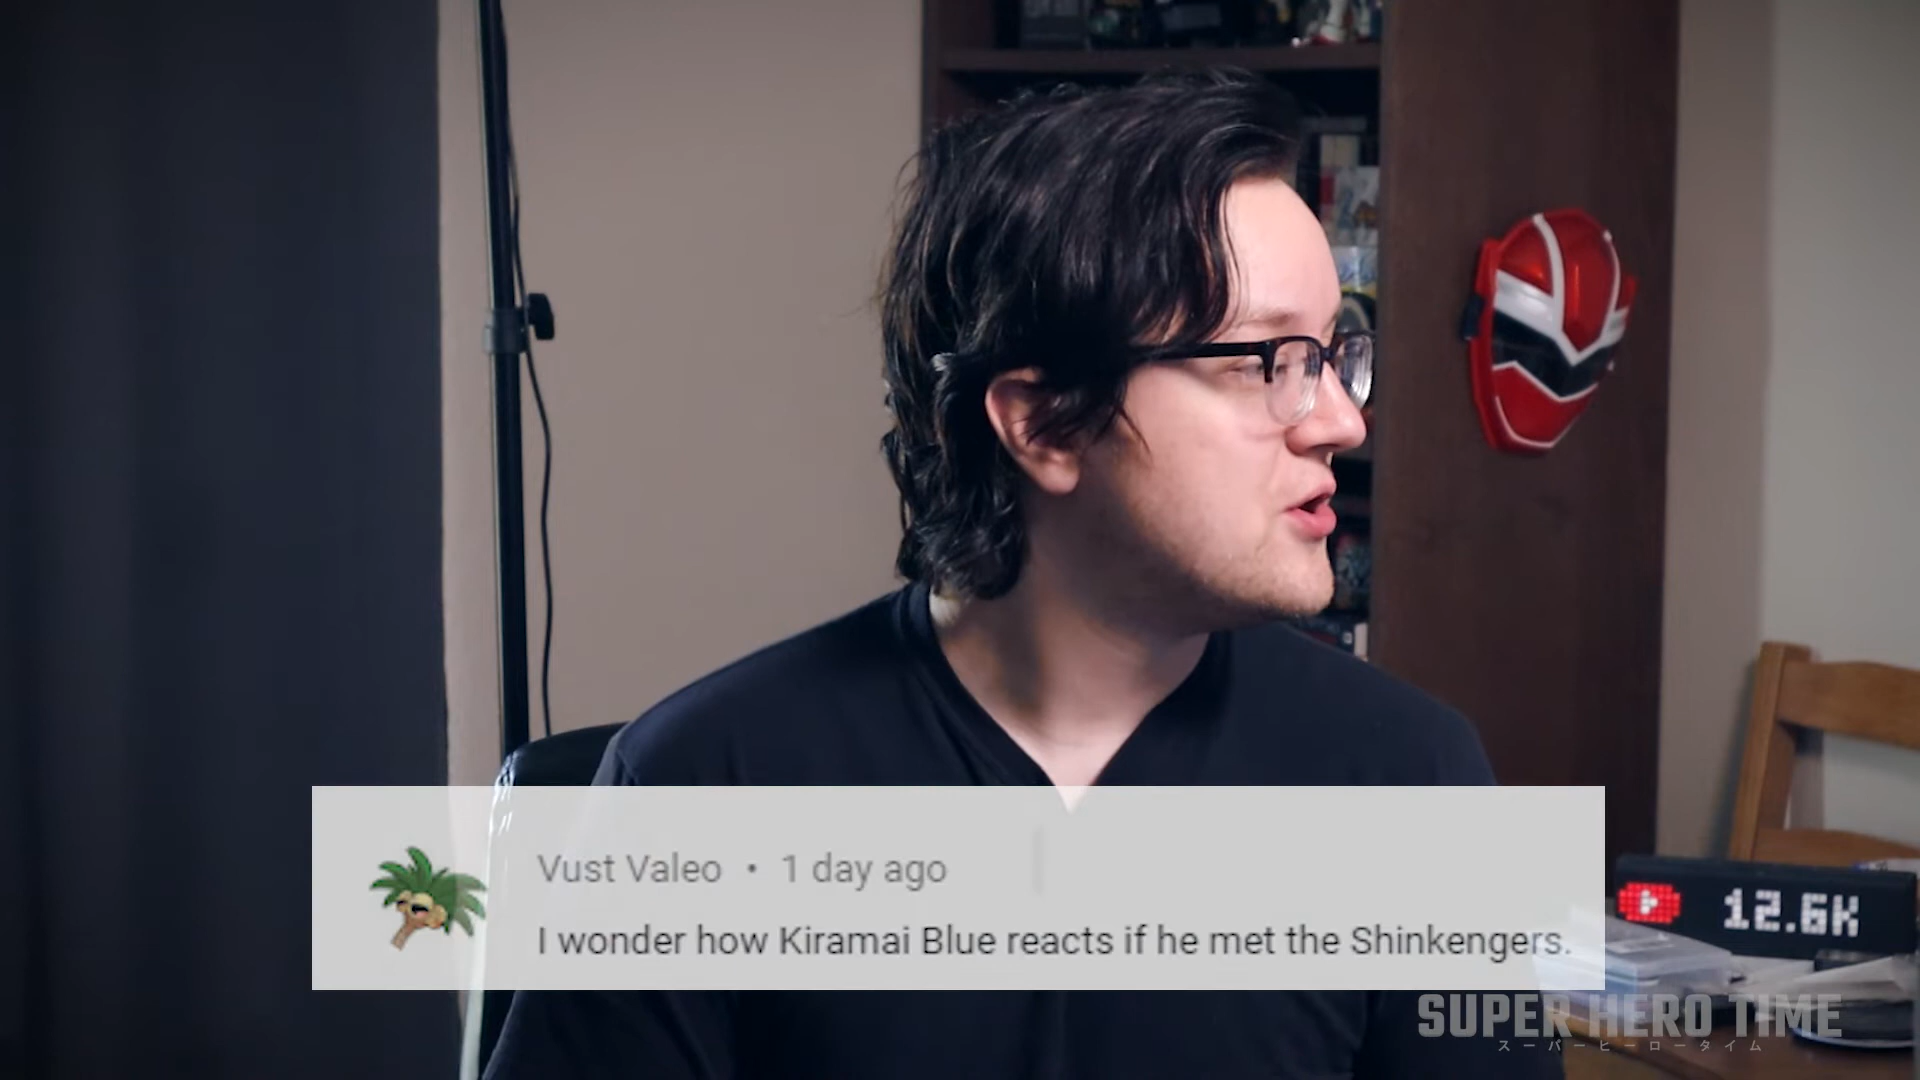 Vust Valeo • 1 day ago
I wonder how Kiramai Blue reacts if he met the Shinkengers.
12.6K
SUPER HERO TIME
スーパーヒーロータイム